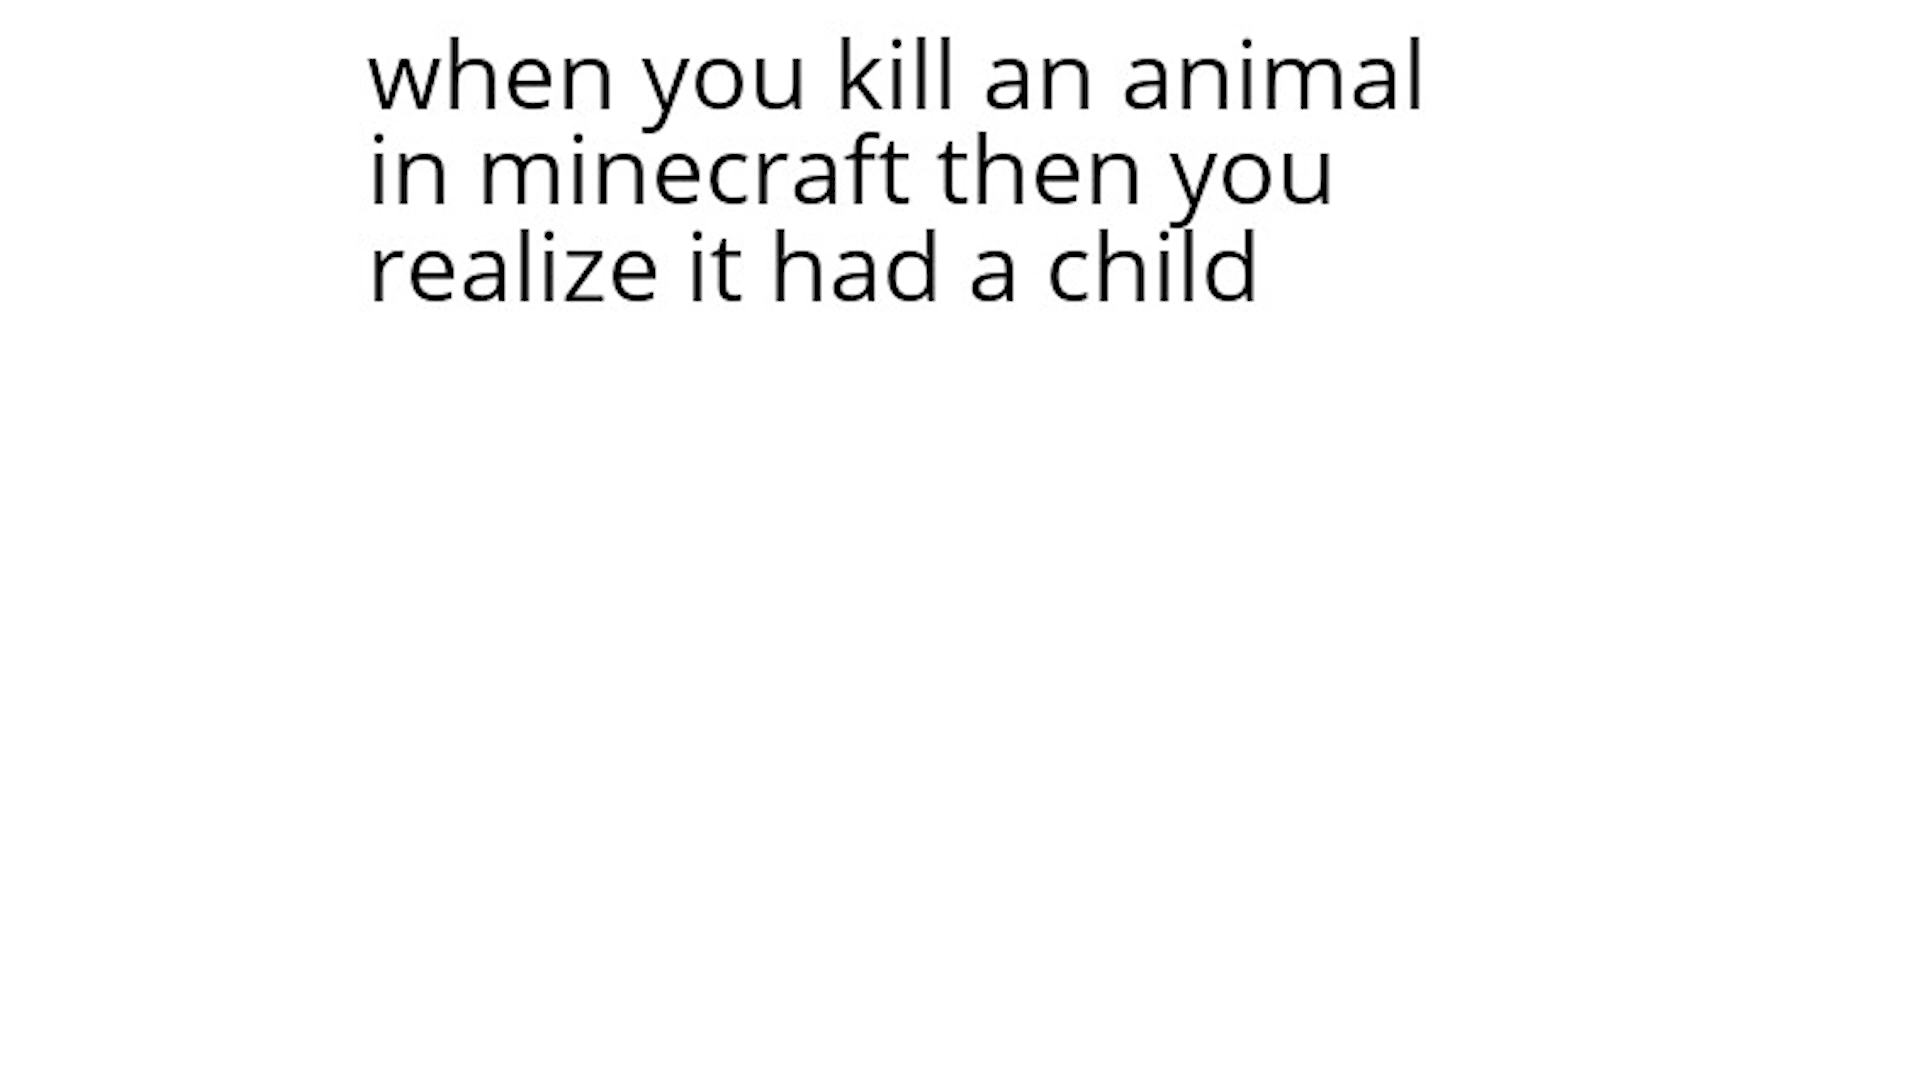 when you kill an animal
in minecraft then you
realize it had a child